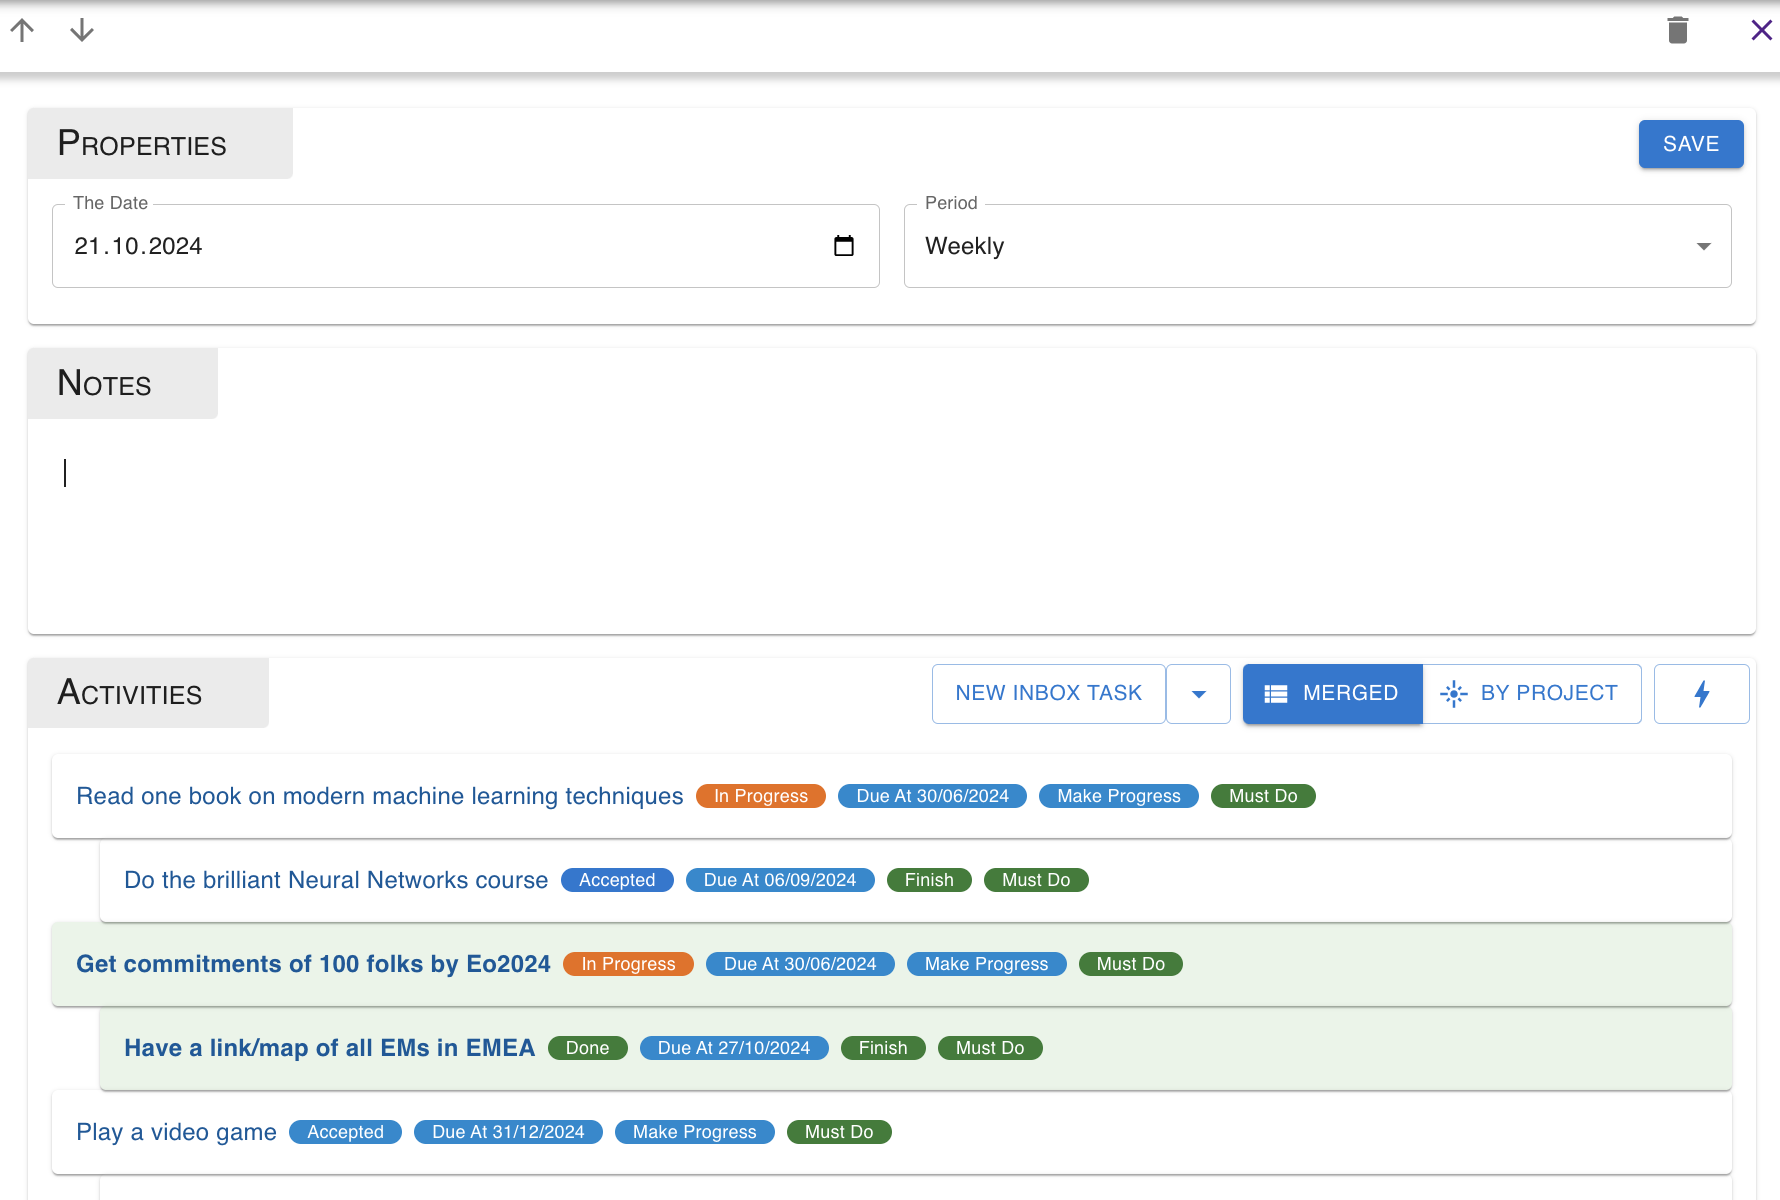 Properties
SAVE
The Date
21.10.2024
Period
Weekly
Notes
Activities
NEW INBOX TASK
MERGED
BY PROJECT
Read one book on modern machine learning techniques In Progress Due At 30/06/2024 Make Progress Must Do
Do the brilliant Neural Networks course Accepted Due At 06/09/2024 Finish Must Do
Get commitments of 100 folks by Eo2024 In Progress Due At 30/06/2024 Make Progress Must Do
Have a link/map of all EMs in EMEA Done Due At 27/10/2024 Finish Must Do
Play a video game Accepted Due At 31/12/2024 Make Progress Must Do